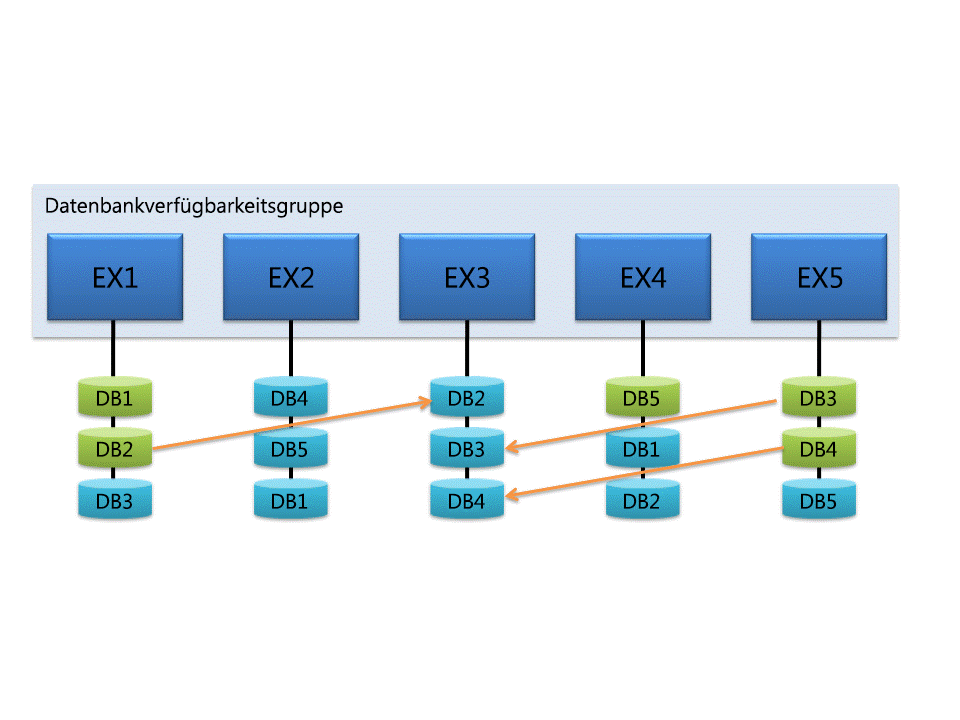 Datenbankverfügbarkeitsgruppe
EX1 EX2 EX3 EX4 EX5
DB1 DB4 DB2 DB5 DB3
DB2 DB5 DB3 DB1 DB4
DB3 DB1 DB4 DB2 DB5